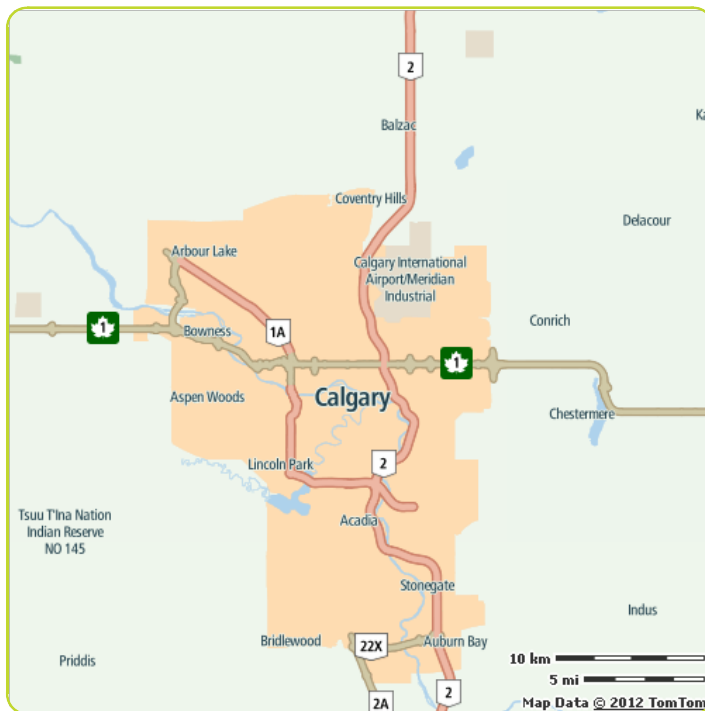 2
Balzac
Ka
Coventry Hills
Delacour
Arbour Lake
Calgary International
Airport/Meridian
Industrial
1
Bowness
1A
Conrich
1
Aspen Woods
Calgary
Chestermere
Lincoln Park
2
Tsuu T'Ina Nation
Indian Reserve
NO 145
Acadia
Stonegate
Indus
Bridlewood
22X
Auburn Bay
Priddis
10 km
5 mi
2A
2
Map Data © 2012 TomTom